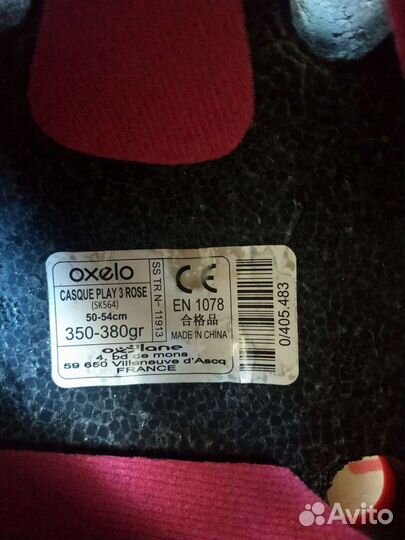 oxelo
CASQUE PLAY 3 ROSE
(SK564)
50-54cm
350-380gr
SS TR N- 11913
CE
EN 1078
合格品
MADE IN CHINA
0/405.483
oxylane
4, bd de mons
59 650 Villeneuve d'Ascq
FRANCE
Avito